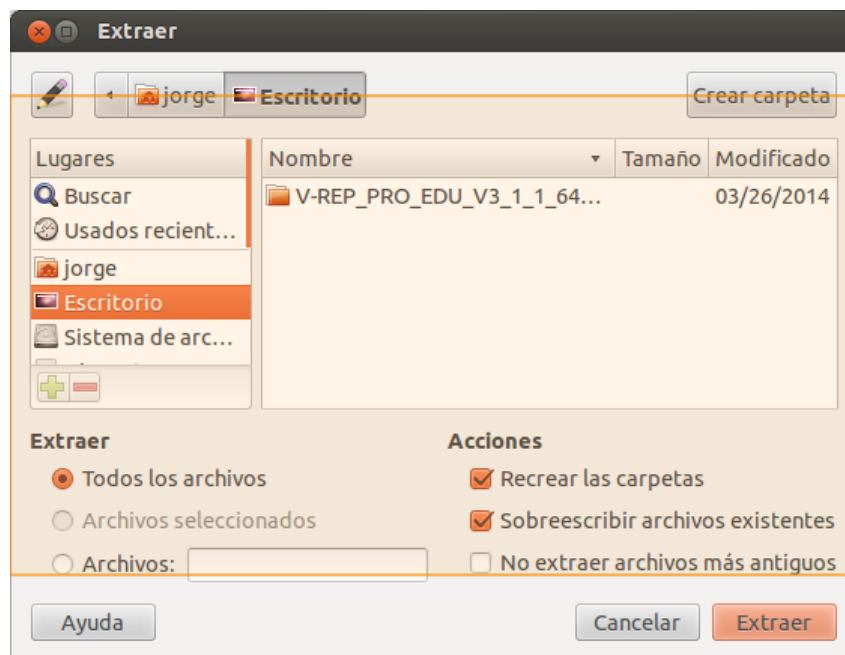 Extraer
jorge Escritorio Crear carpeta
Lugares Nombre Tamaño Modificado
Buscar V-REP_PRO_EDU_V3_1_1_64... 03/26/2014
Usados recient...
jorge
Escritorio
Sistema de arc...
Extraer Acciones
Todos los archivos Recrear las carpetas
Archivos seleccionados Sobreescribir archivos existentes
Archivos: No extraer archivos más antiguos
Ayuda Cancelar Extraer